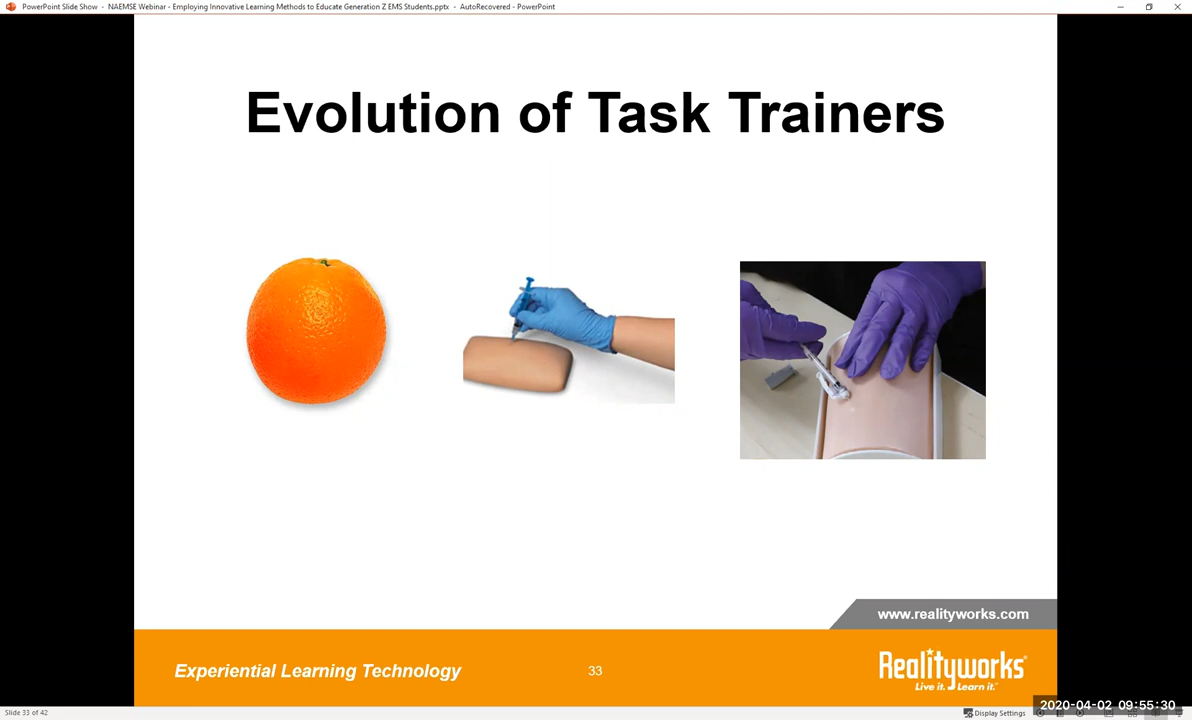 PowerPoint Slide Show - NAEMSE Webinar - Employing Innovative Learning Methods to Educate Generation Z EMS Students.pptx - AutoRecovered - PowerPoint
Evolution of Task Trainers
www.realityworks.com
Experiential Learning Technology
33
Realityworks
Live it. Learn it.™
2020-04-02 09:55:30
Slide 33 of 42
Display Settings